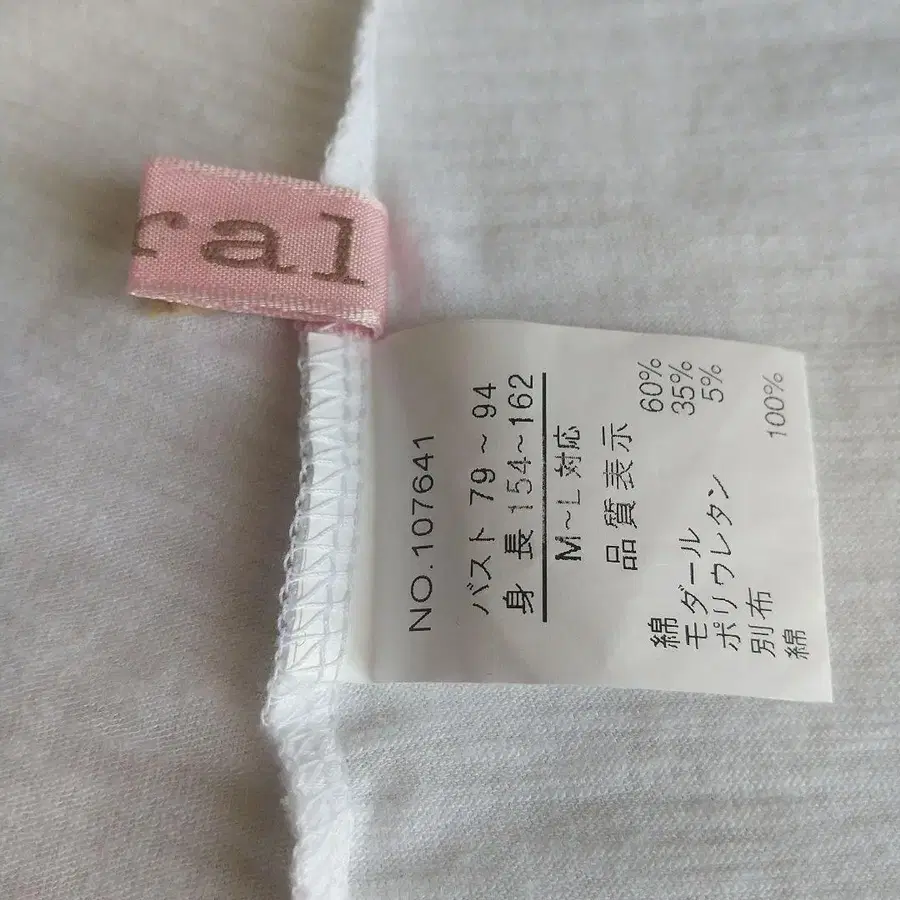 ral
NO.107641
バスト 79～94
身長 154～162
M～L 対応
品質表示
綿 60%
モダール 35%
ポリウレタン 5%
別布
綿 100%